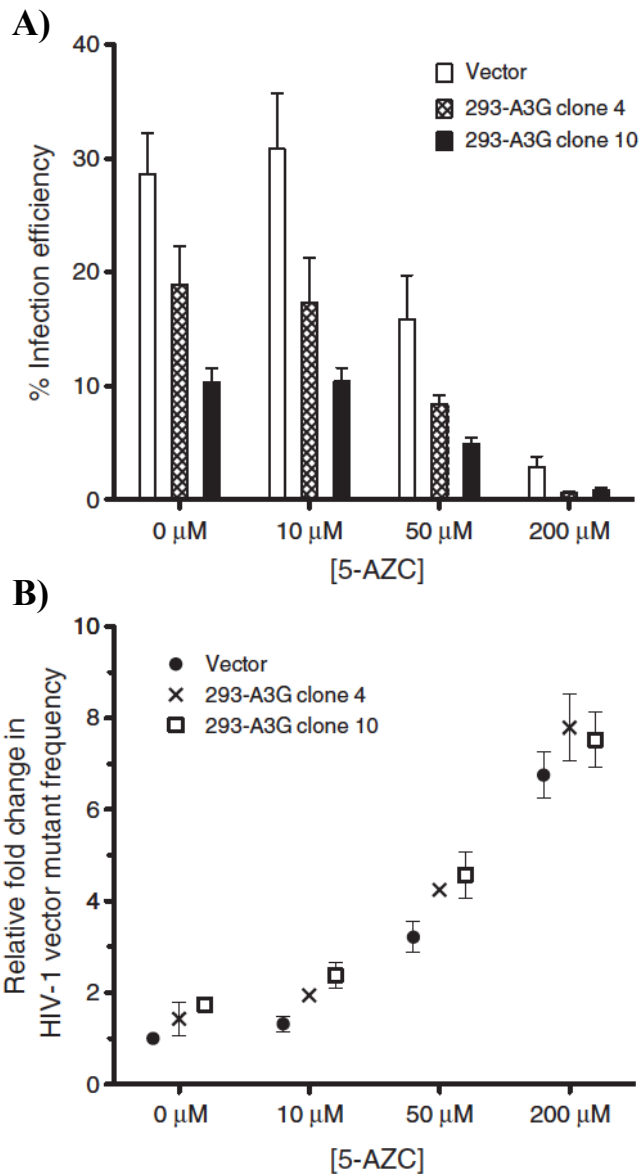 A)
% Infection efficiency
40
30
20
10
0
Vector
293-A3G clone 4
293-A3G clone 10
0 μM
10 μM
50 μM
200 μM
[5-AZC]
B)
Relative fold change in
HIV-1 vector mutant frequency
10
8
6
4
2
0
Vector
293-A3G clone 4
293-A3G clone 10
0 μM
10 μM
50 μM
200 μM
[5-AZC]